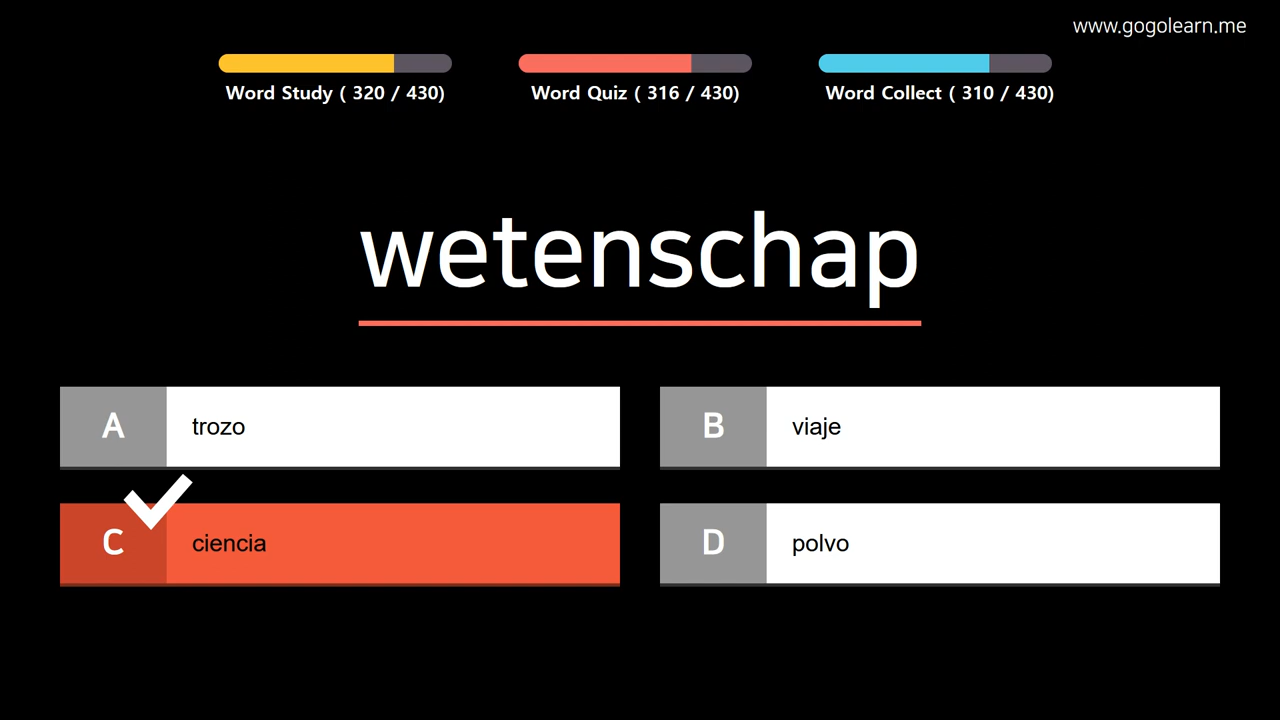 www.gogolearn.me
Word Study ( 320 / 430)
Word Quiz ( 316 / 430)
Word Collect ( 310 / 430)
wetenschap
A trozo
B viaje
C ciencia
D polvo